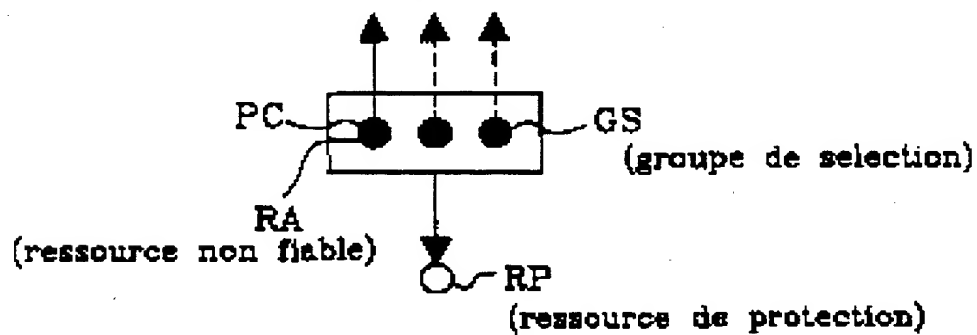 PC
GS
(groupe de selection)
RA
(ressource non fiable)
RP
(ressource de protection)